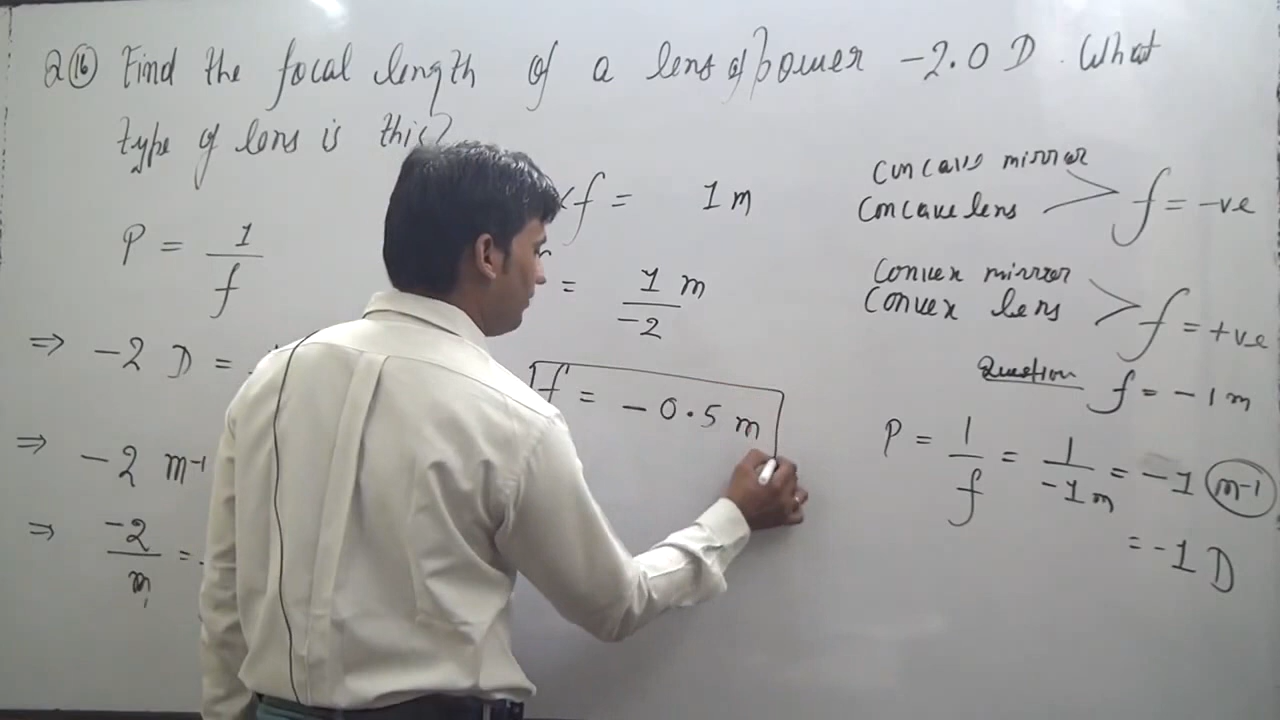 Q 16 Find the focal length of a lens of power -2.0 D. What
type of lens is this?
P = 1/f
⇒ -2 D =
⇒ -2 m-1
⇒ -2/m =
f = 1 m
= 1/-2 m
f = -0.5 m
Concave mirror
Concave lens
f = -ve
Convex mirror
Convex lens
f = +ve
Question f = -1 m
P = 1/f = 1/-1m = -1 m-1
= -1 D